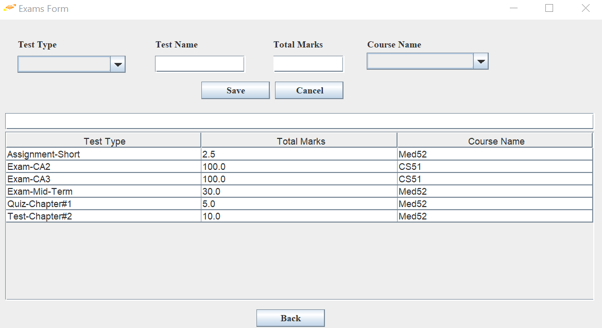 Exams Form
Test Type Test Name Total Marks Course Name
Save Cancel
Test Type Total Marks Course Name
Assignment-Short 2.5 Med52
Exam-CA2 100.0 CS51
Exam-CA3 100.0 CS51
Exam-Mid-Term 30.0 Med52
Quiz-Chapter#1 5.0 Med52
Test-Chapter#2 10.0 Med52
Back